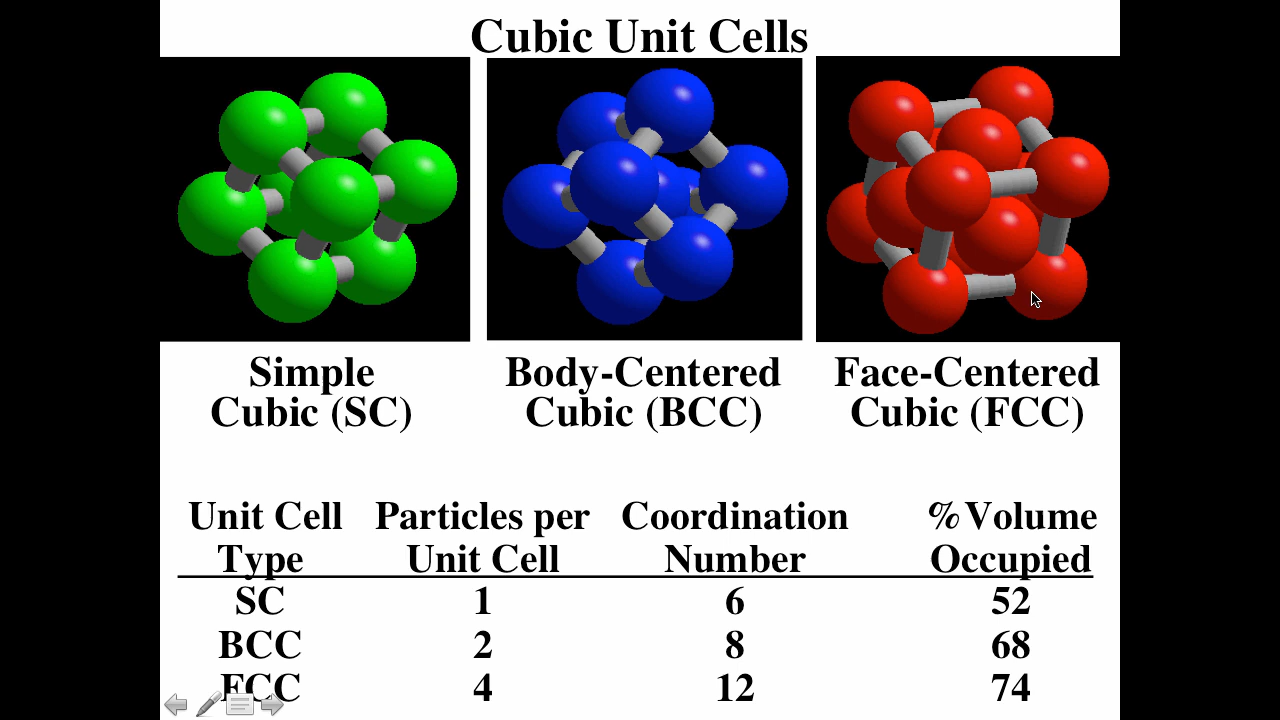 Cubic Unit Cells
Simple
Cubic (SC)
Body-Centered
Cubic (BCC)
Face-Centered
Cubic (FCC)
Unit Cell Particles per Coordination % Volume
Type Unit Cell Number Occupied
SC 1 6 52
BCC 2 8 68
FCC 4 12 74